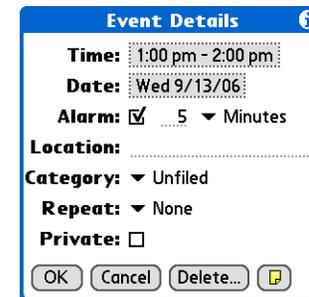 Event Details
Time: 1:00 pm - 2:00 pm
Date: Wed 9/13/06
Alarm: 5 Minutes
Location:
Category: Unfiled
Repeat: None
Private:
OK Cancel Delete...